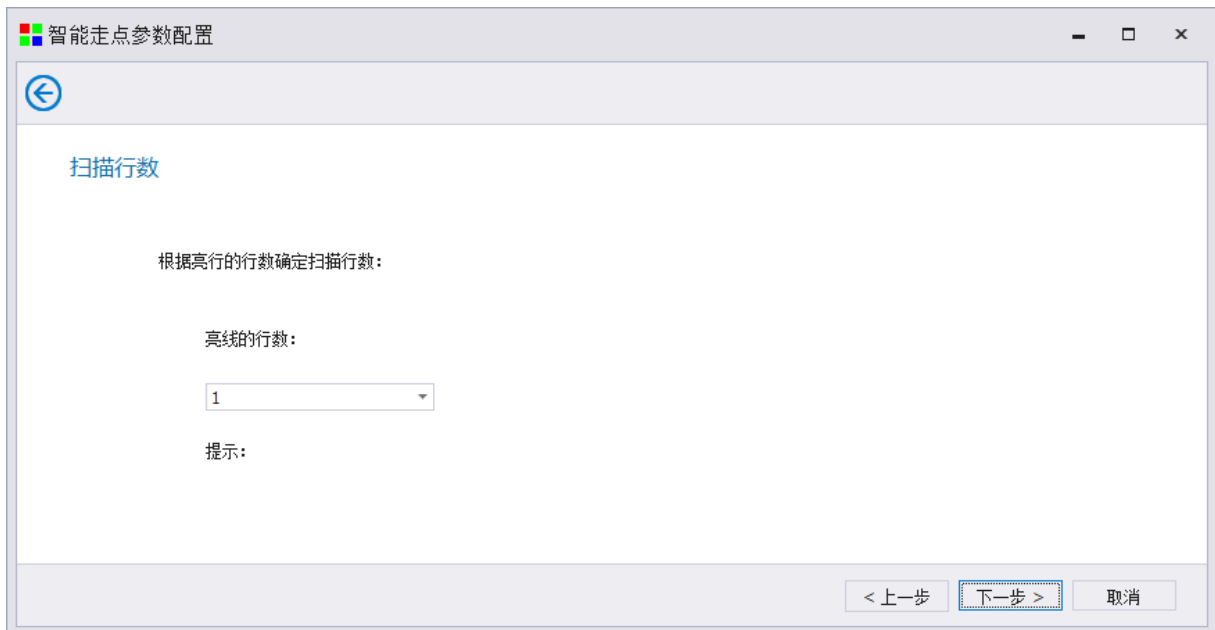 智能走点参数配置
扫描行数
根据亮行的行数确定扫描行数：
亮线的行数：
1
提示：
< 上一步
下一步 >
取消